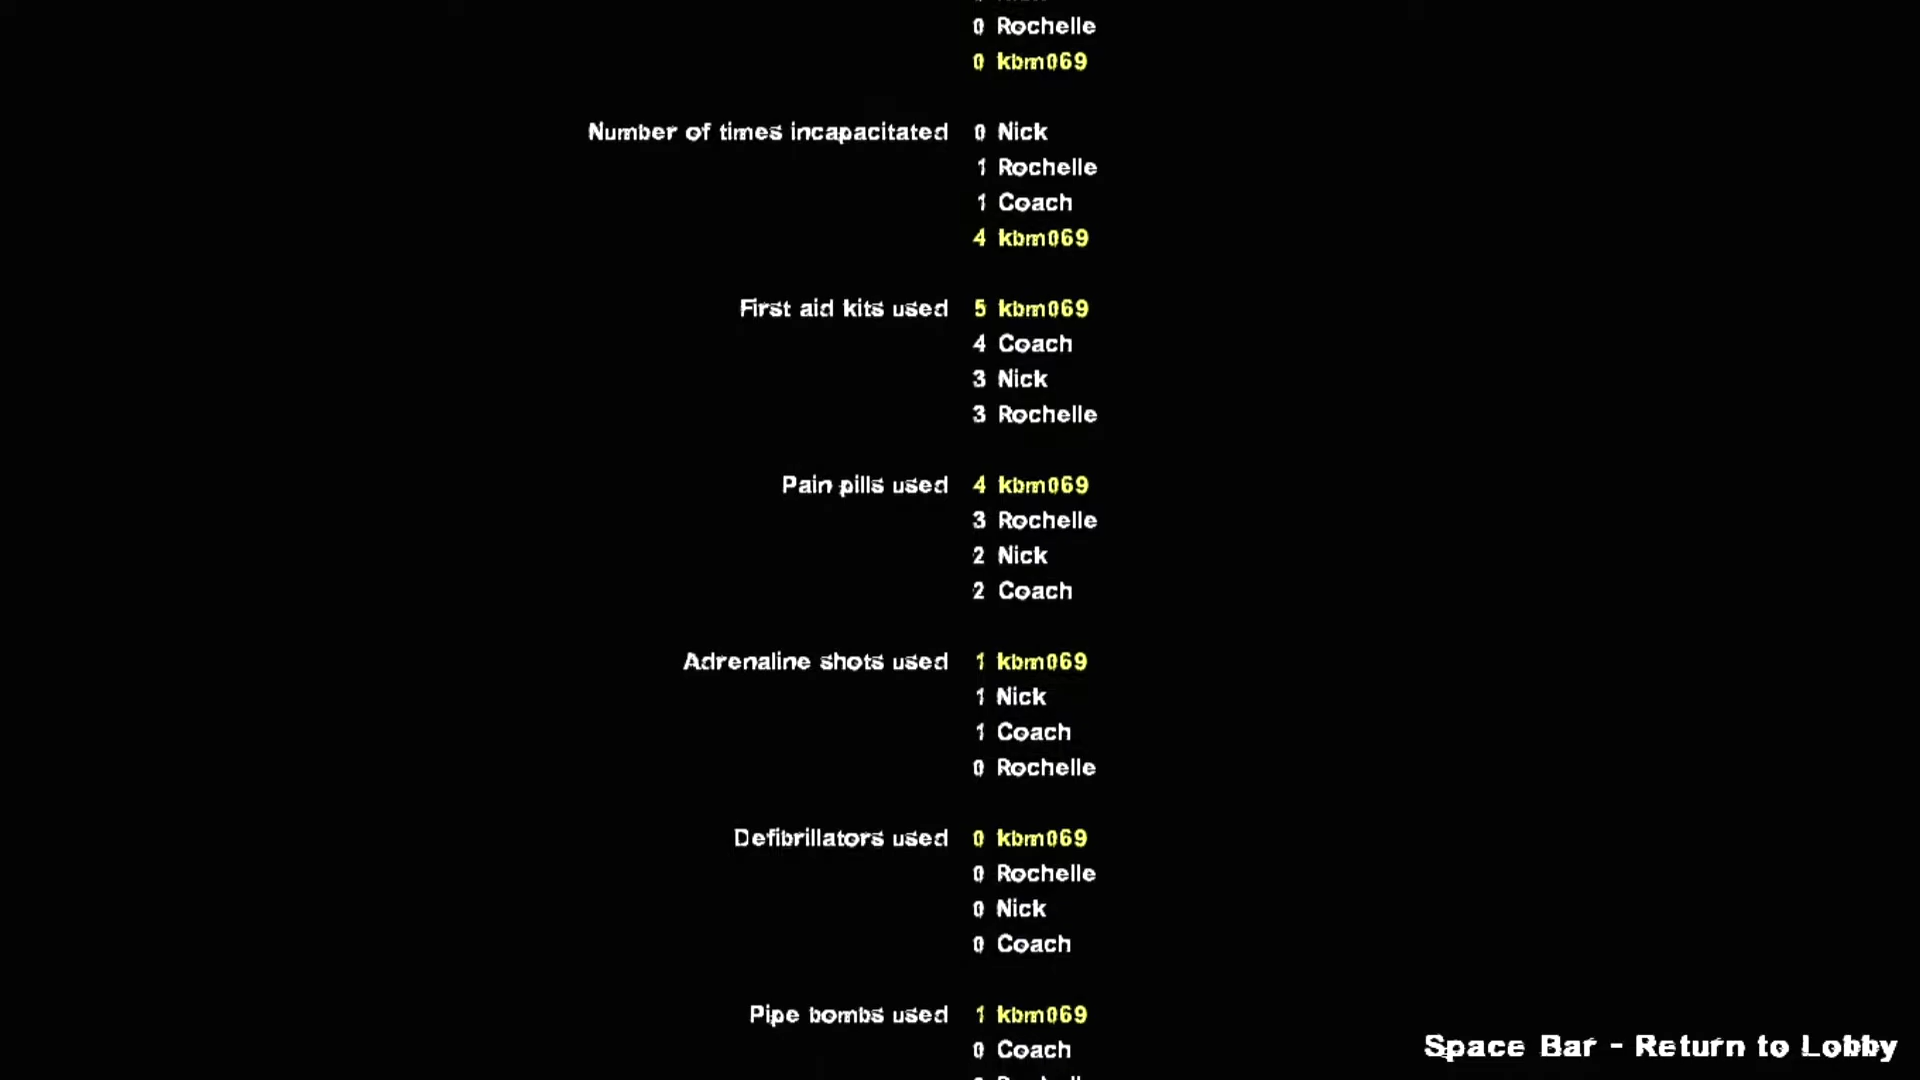 0 Rochelle
0 kbm069
Number of times incapacitated 0 Nick
1 Rochelle
1 Coach
4 kbm069
First aid kits used 5 kbm069
4 Coach
3 Nick
3 Rochelle
Pain pills used 4 kbm069
3 Rochelle
2 Nick
2 Coach
Adrenaline shots used 1 kbm069
1 Nick
1 Coach
0 Rochelle
Defibrillators used 0 kbm069
0 Rochelle
0 Nick
0 Coach
Pipe bombs used 1 kbm069
0 Coach
Space Bar - Return to Lobby